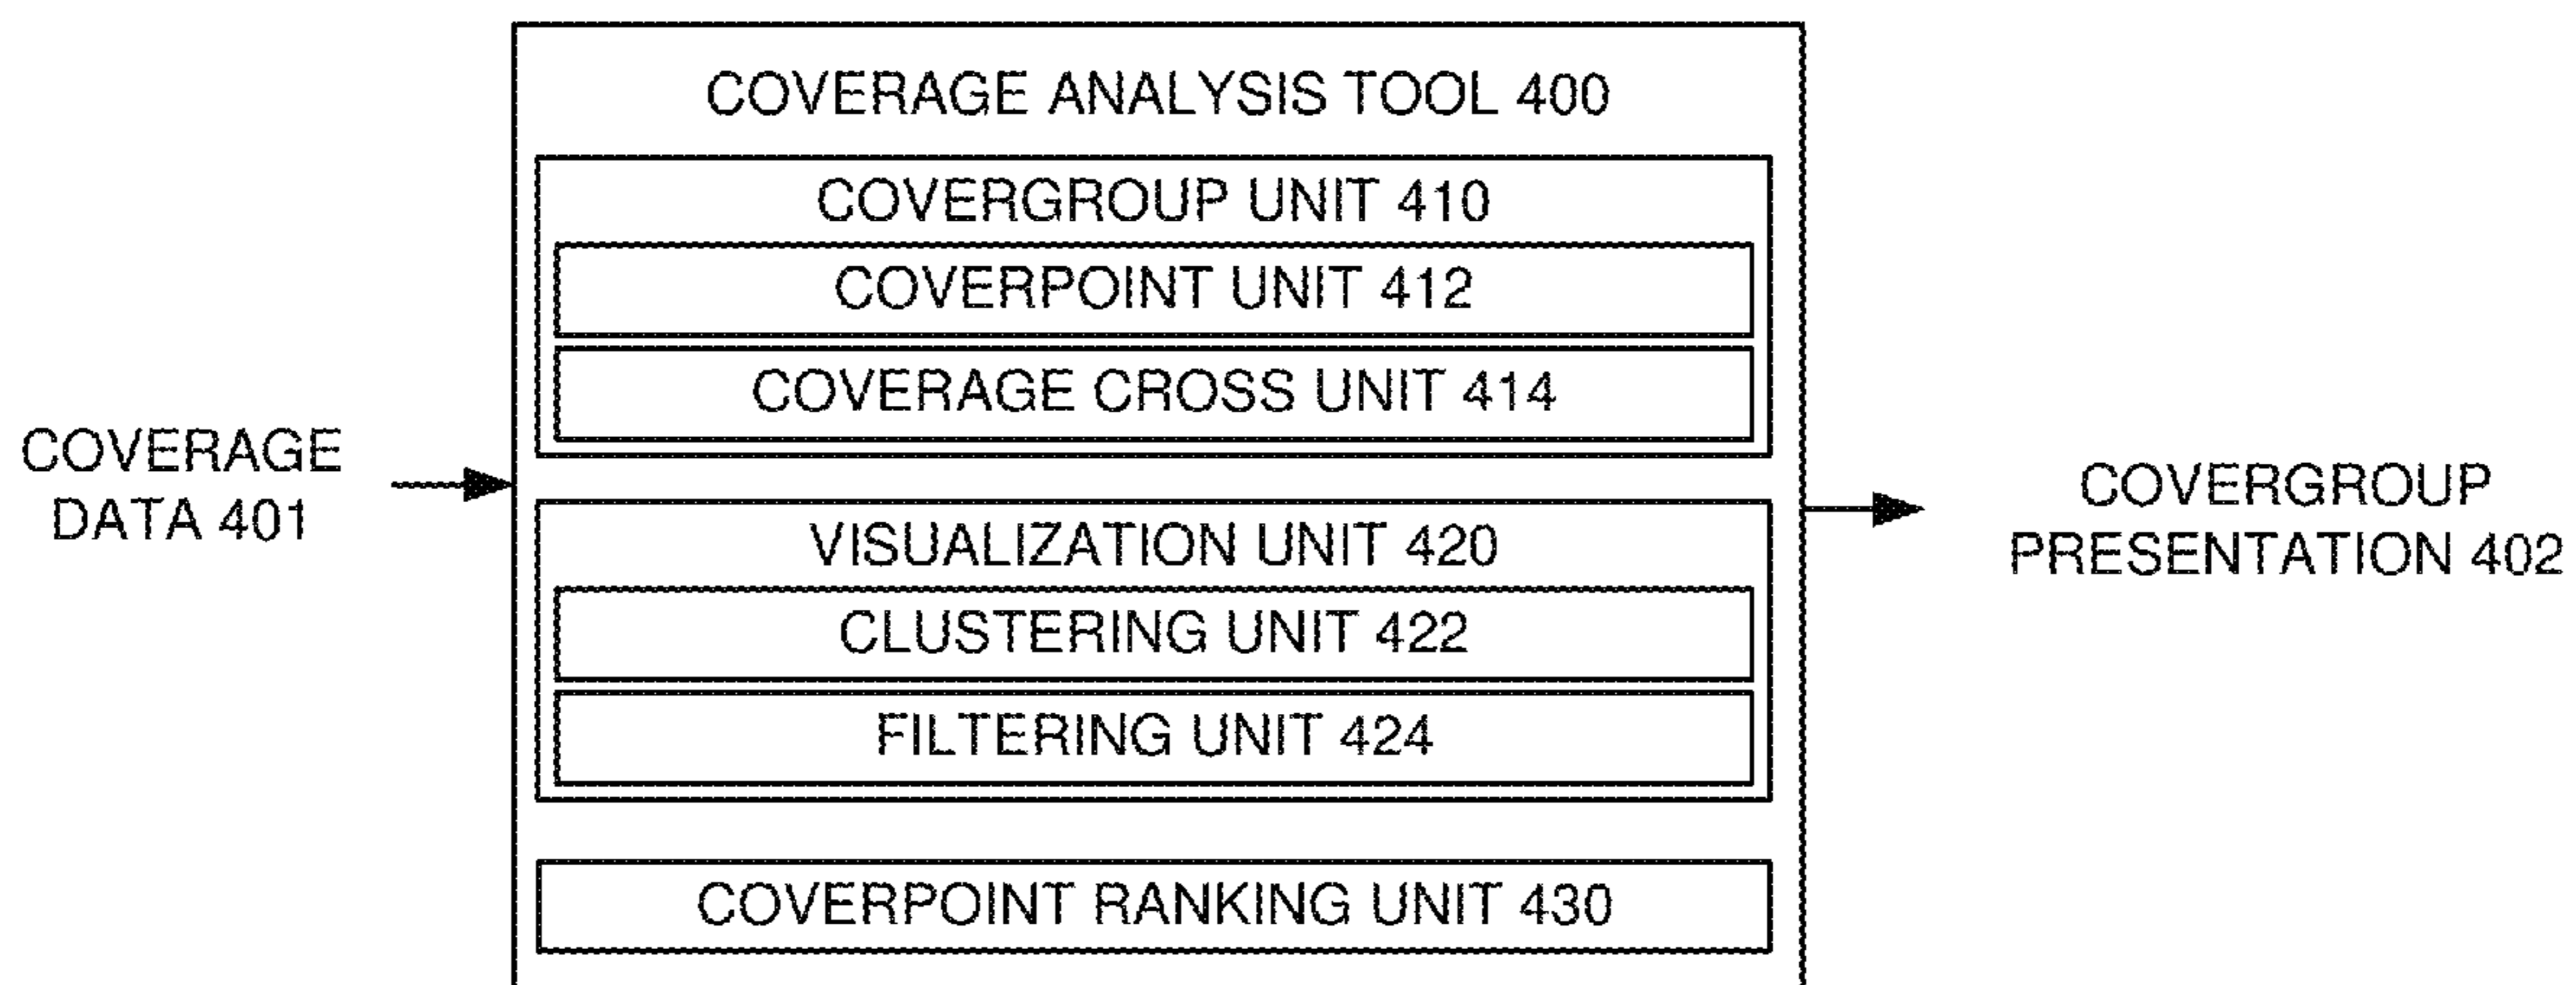 COVERAGE ANALYSIS TOOL 400
COVERGROUP UNIT 410
COVERPOINT UNIT 412
COVERAGE CROSS UNIT 414
COVERAGE
DATA 401
COVERGROUP
PRESENTATION 402
VISUALIZATION UNIT 420
CLUSTERING UNIT 422
FILTERING UNIT 424
COVERPOINT RANKING UNIT 430